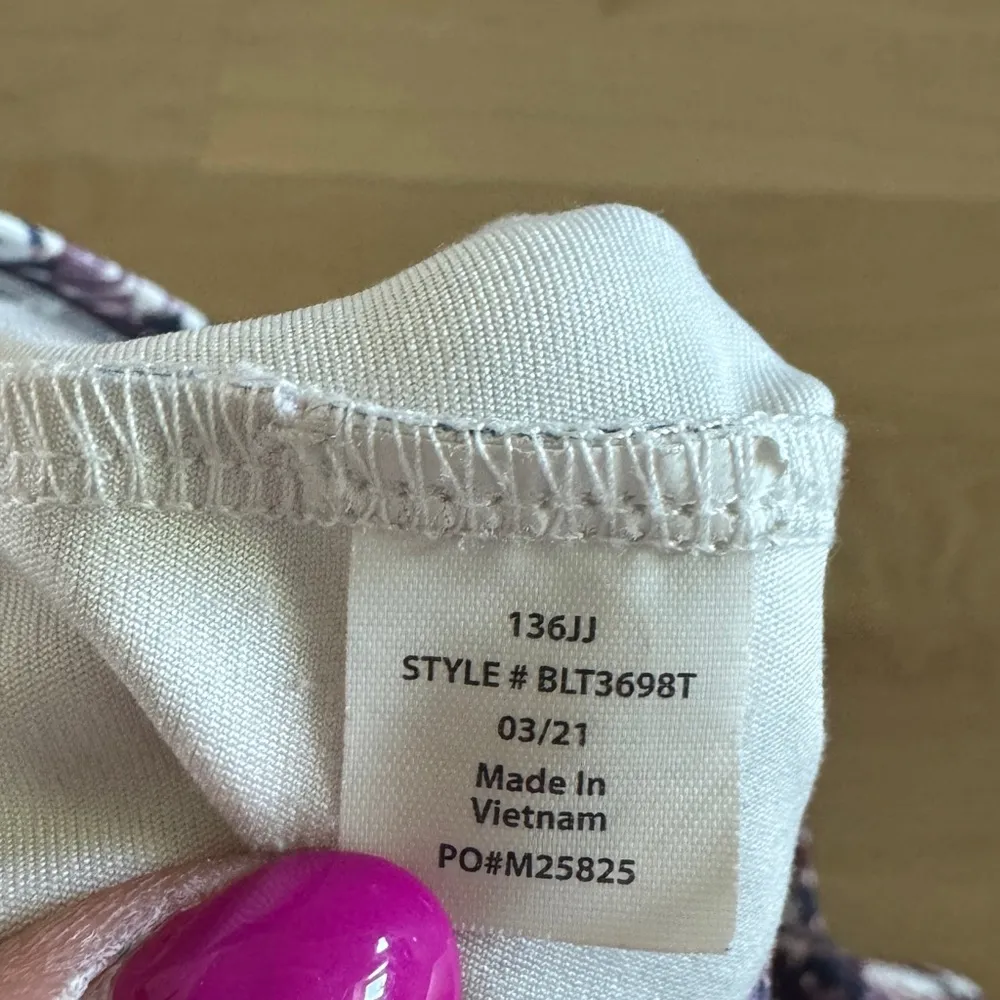 136JJ
STYLE # BLT3698T
03/21
Made In
Vietnam
PO#M25825